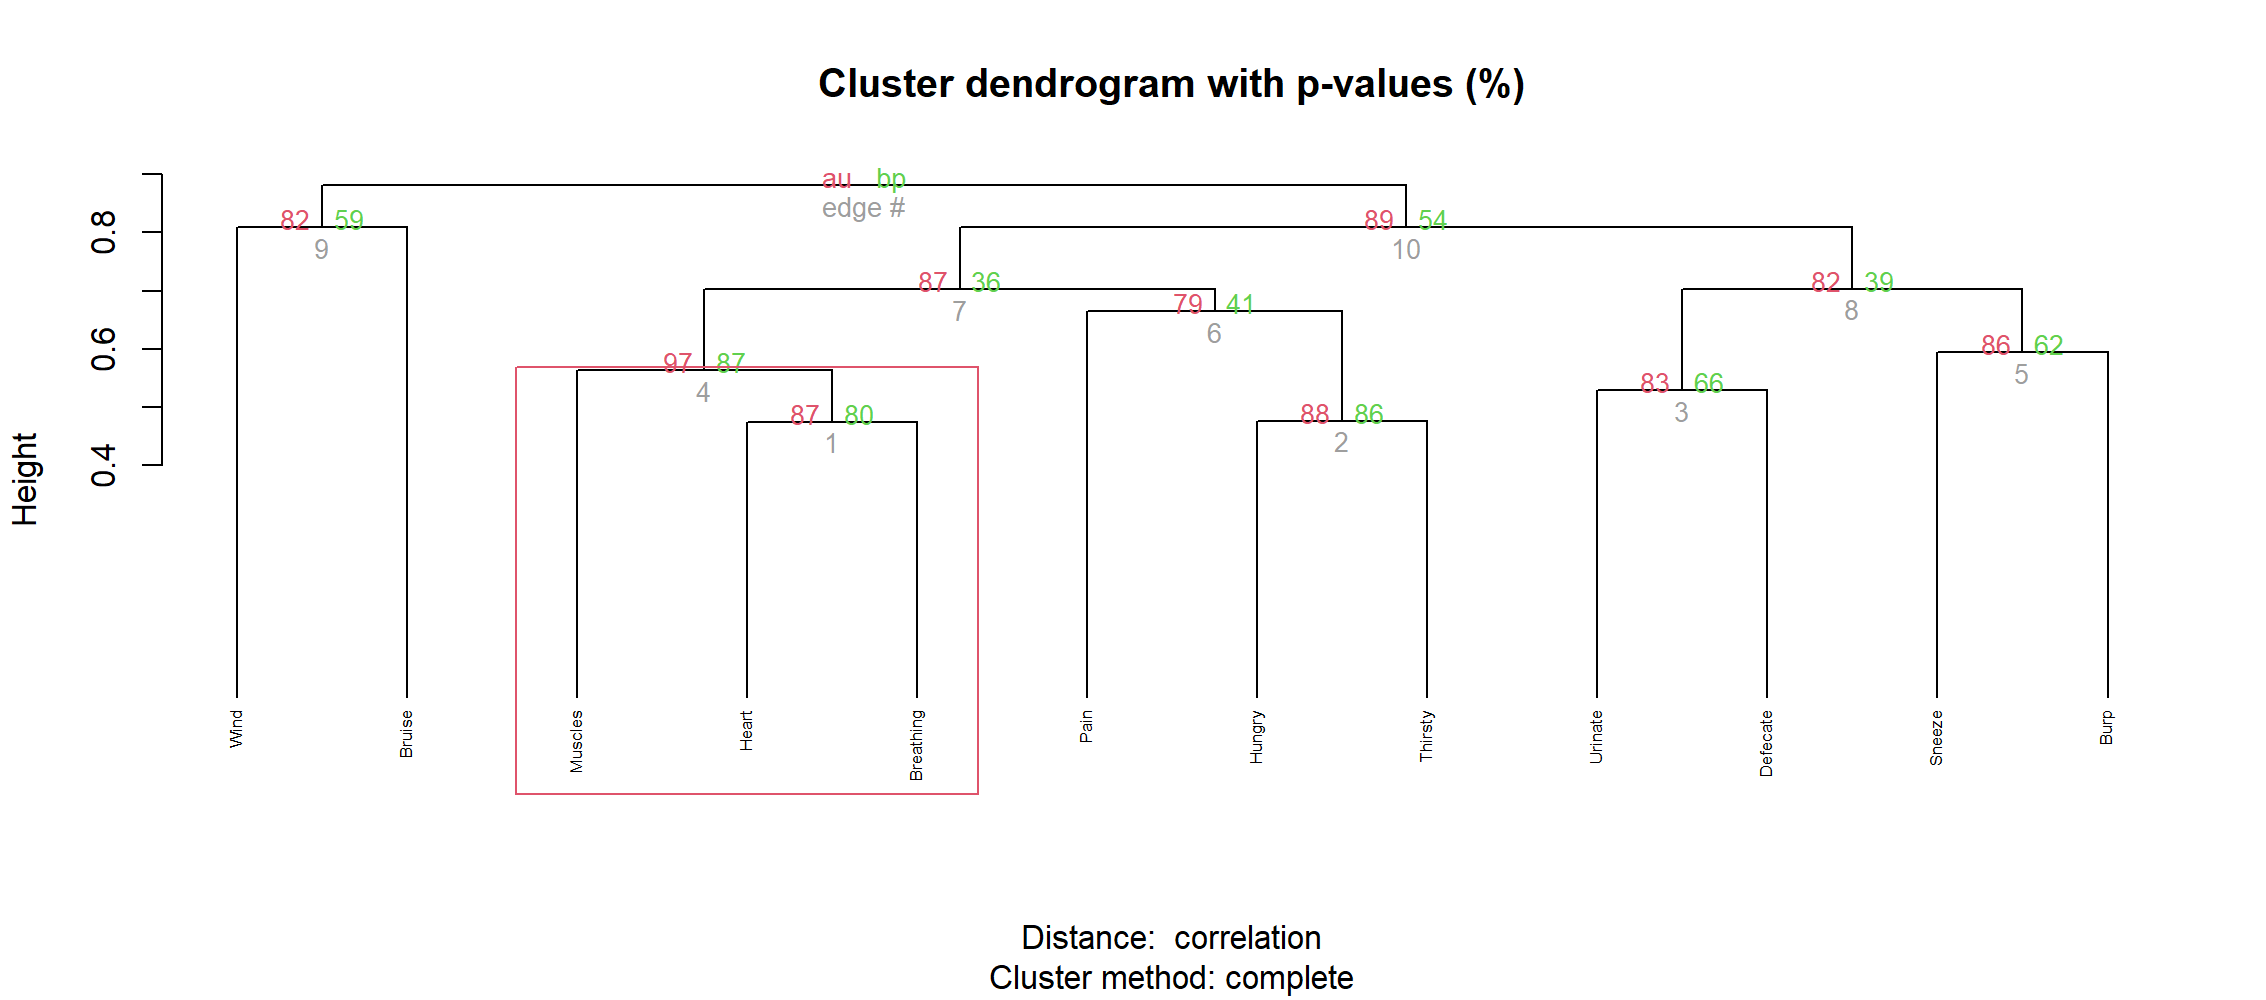 Cluster dendrogram with p-values (%)
au bp
edge #
82 59
9
89 54
10
87 36
7
82 39
8
79 41
6
86 62
5
97 87
4
83 66
3
87 80
1
88 86
2
0.8
0.6
0.4
Height
Wind
Bruise
Muscles
Heart
Breathing
Pain
Hungry
Thirsty
Urinate
Defecate
Sneeze
Burp
Distance: correlation
Cluster method: complete